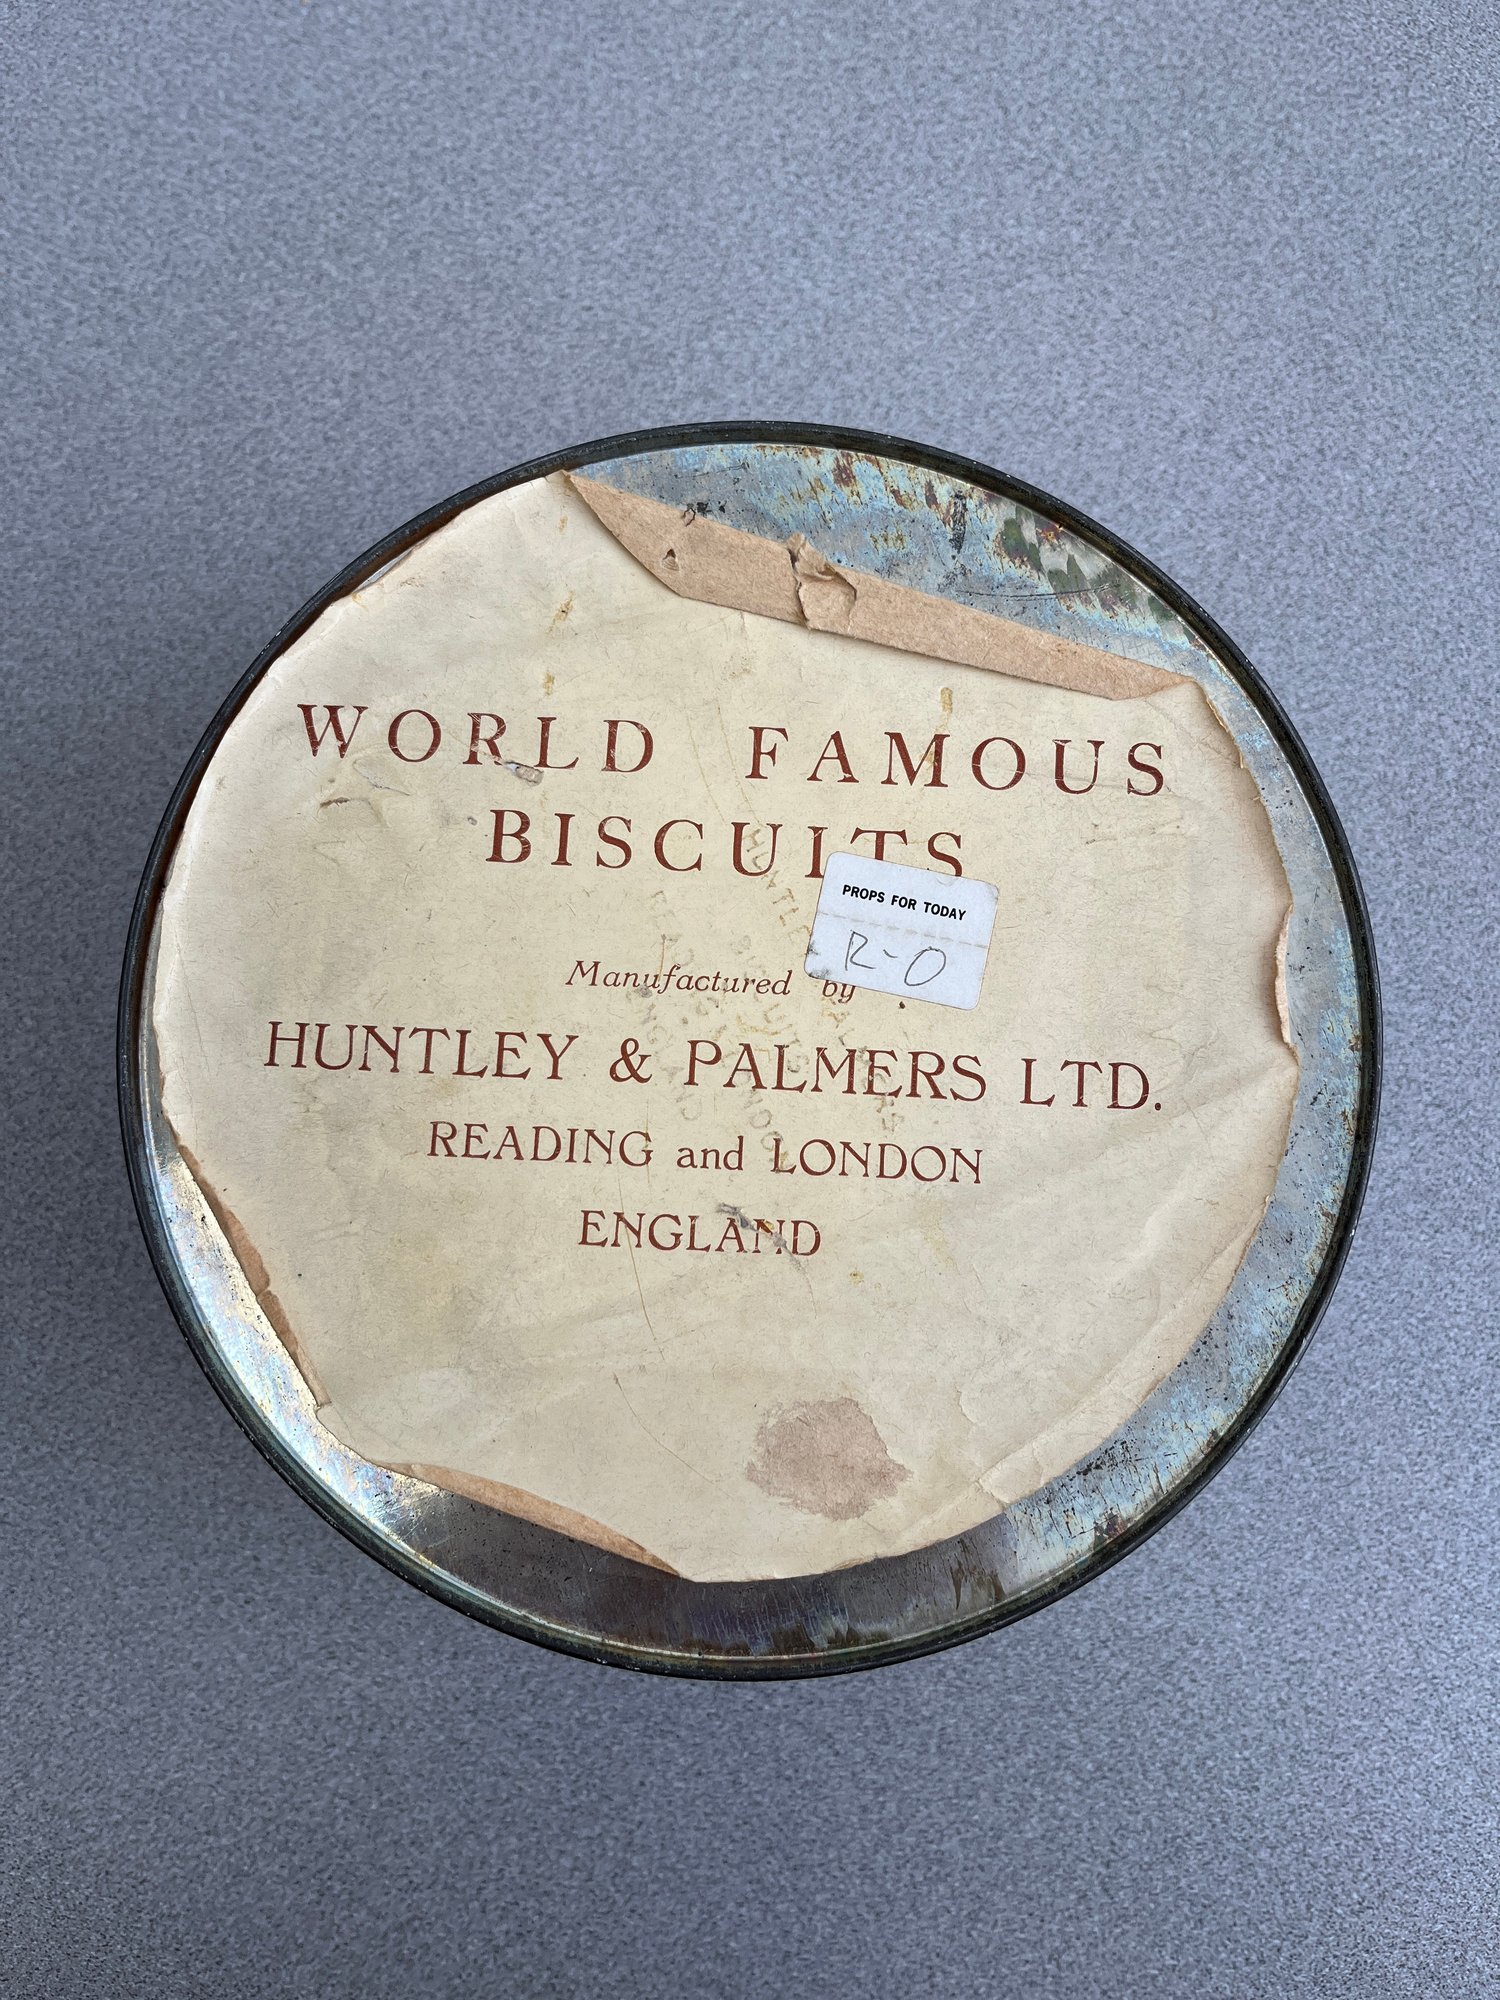 WORLD FAMOUS
BISCUITS
PROPS FOR TODAY
R-O
Manufactured by
HUNTLEY & PALMERS LTD.
READING and LONDON
ENGLAND